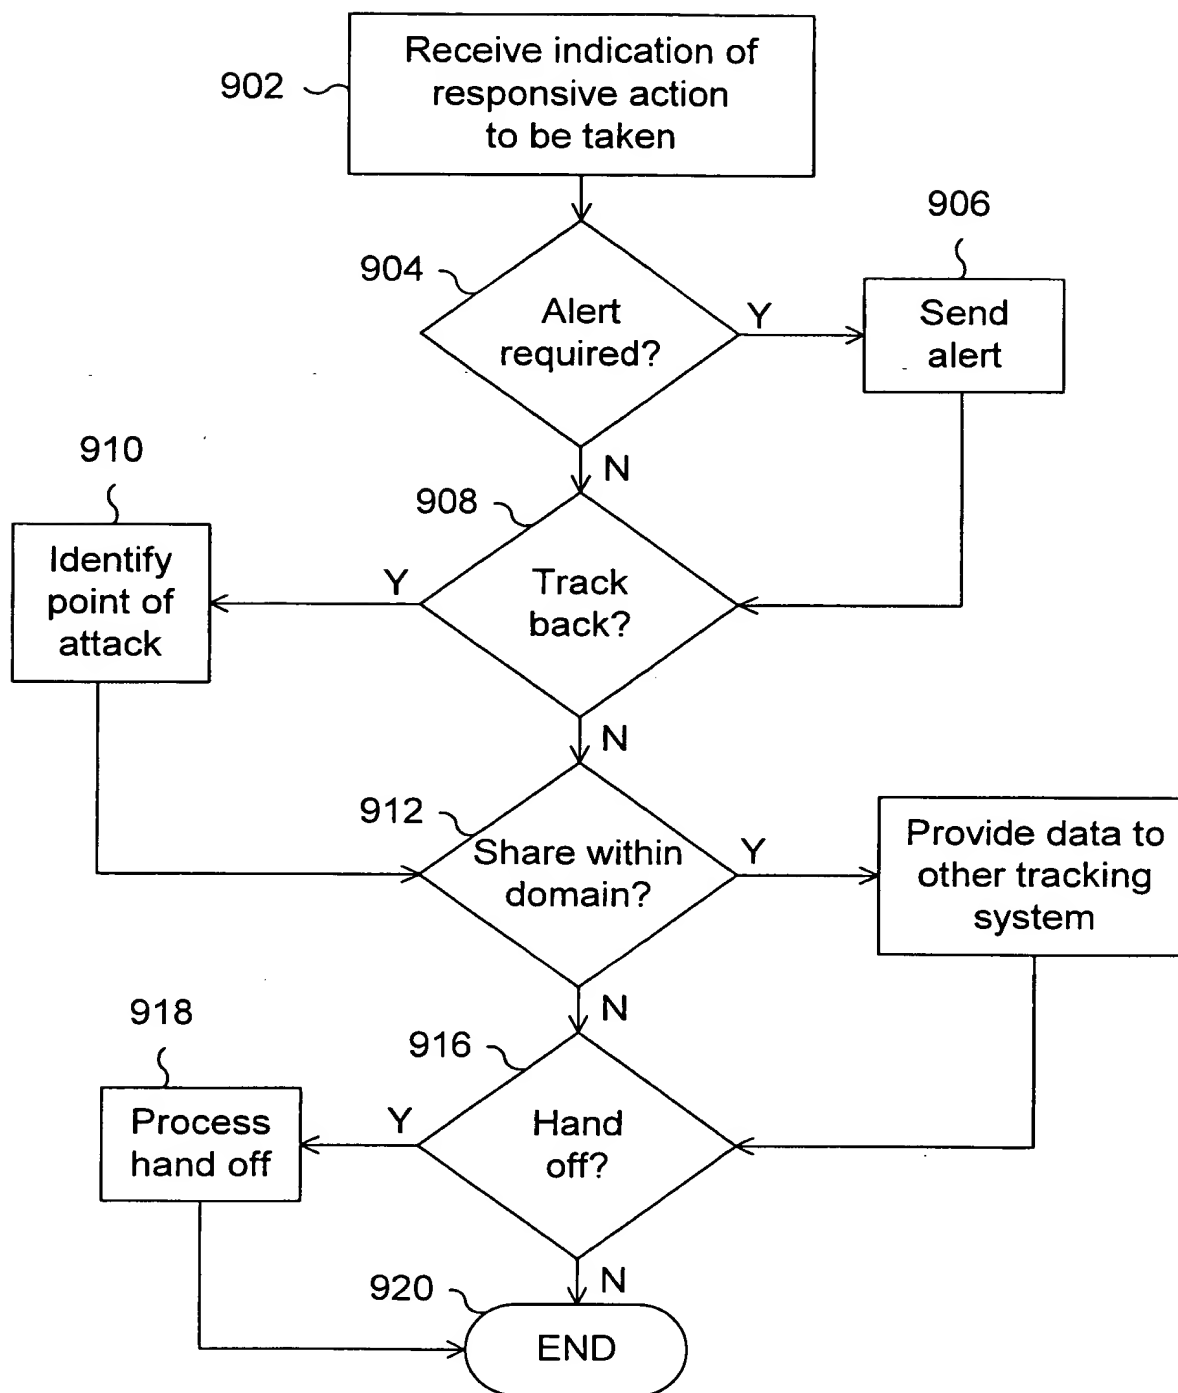 902
Receive indication of
responsive action
to be taken
904
Alert
required?
Y
N
906
Send
alert
908
Track
back?
Y
N
910
Identify
point of
attack
912
Share within
domain?
Y
N
Provide data to
other tracking
system
916
Hand
off?
Y
N
918
Process
hand off
920
END